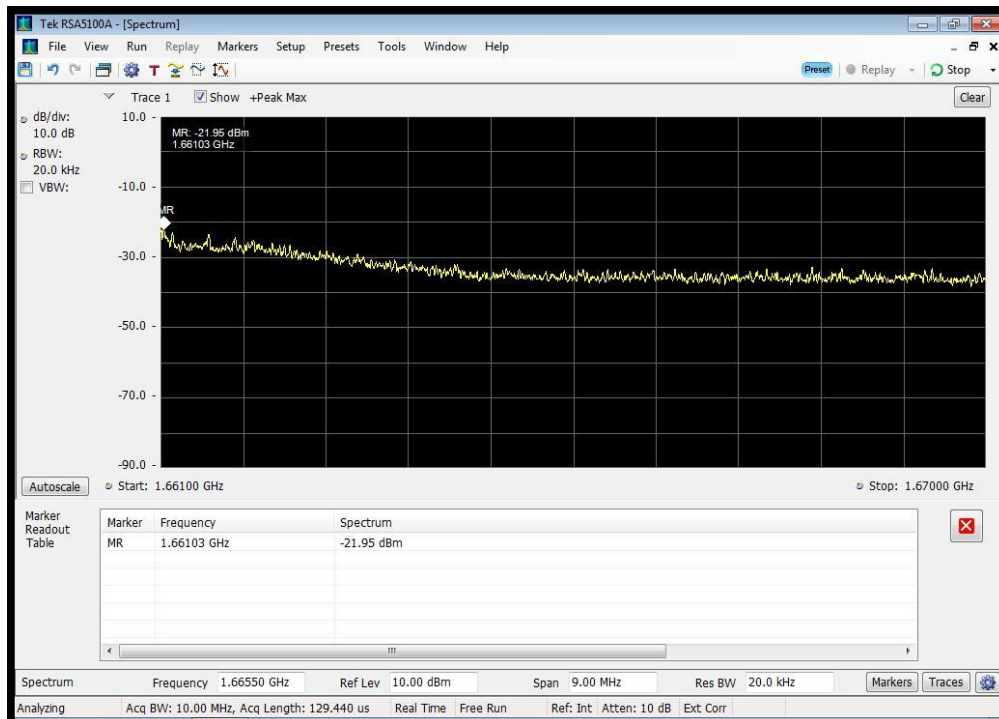 Tek RSA5100A - [Spectrum]
File View Run Replay Markers Setup Presets Tools Window Help
T Preset Replay Stop
Trace 1 Show +Peak Max Clear
dB/div:
10.0 dB
RBW:
20.0 kHz
VBW:
10.0 -
-10.0 -
-30.0 -
-50.0 -
-70.0 -
-90.0 -
MR: -21.95 dBm
1.66103 GHz
MR
Autoscale Start: 1.66100 GHz Stop: 1.67000 GHz
Marker
Readout
Table
Marker Frequency Spectrum
MR 1.66103 GHz -21.95 dBm
Spectrum Frequency 1.66550 GHz Ref Lev 10.00 dBm Span 9.00 MHz Res BW 20.0 kHz Markers Traces
Analyzing Acq BW: 10.00 MHz, Acq Length: 129.440 us Real Time Free Run Ref: Int Atten: 10 dB Ext Corr